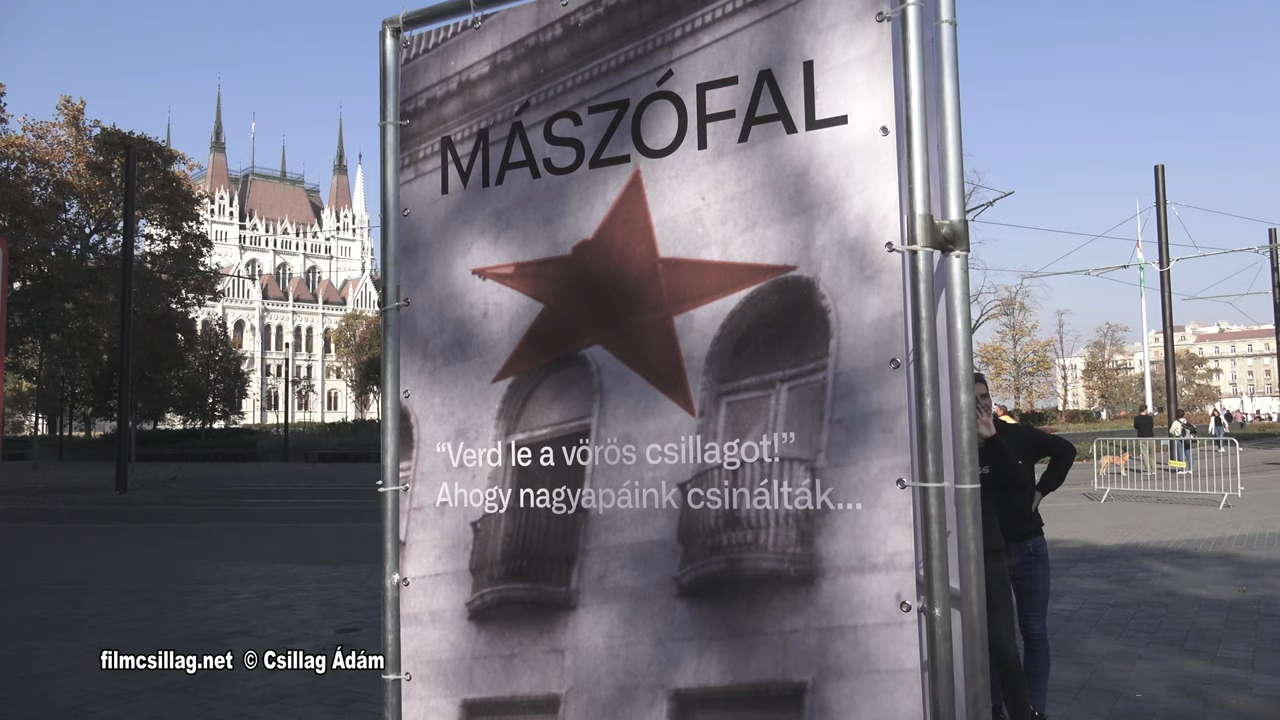 MÁSZÓFAL
“Verd le a vörös csillagot!”
Ahogy nagyapáink csinálták...
filmcsillag.net © Csillag Ádám